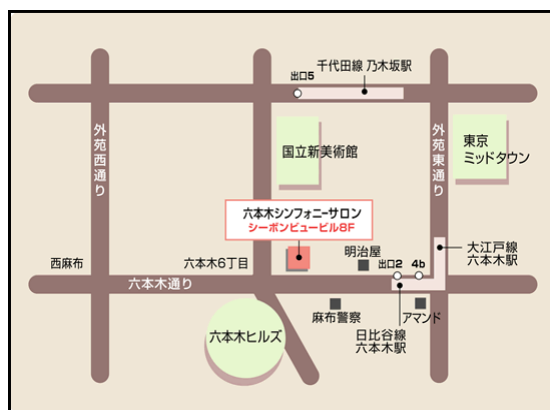 千代田線 乃木坂駅
出口5
外苑西通り
国立新美術館
外苑東通り
東京
ミッドタウン
六本木シンフォニーサロン
シーボンビュービル8F
西麻布
六本木6丁目
明治屋
出口2
4b
大江戸線
六本木駅
六本木通り
麻布警察
アマンド
六本木ヒルズ
日比谷線
六本木駅